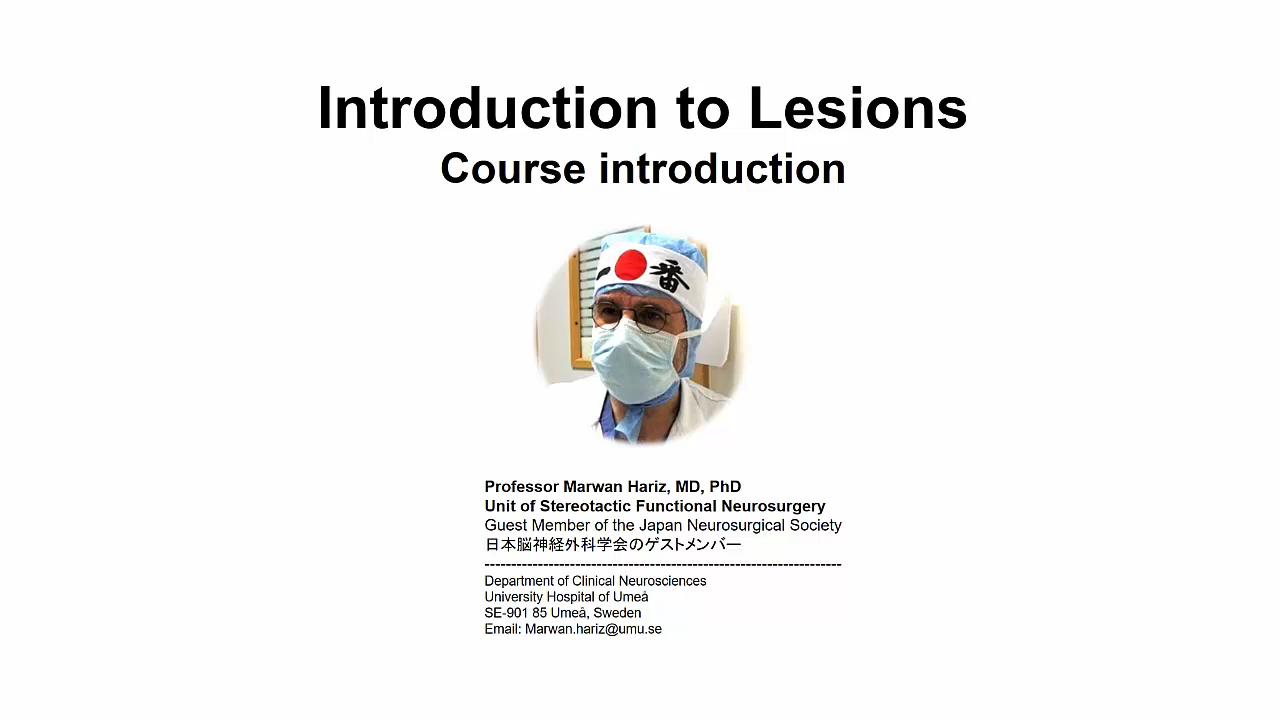 Introduction to Lesions
Course introduction
一 番
Professor Marwan Hariz, MD, PhD
Unit of Stereotactic Functional Neurosurgery
Guest Member of the Japan Neurosurgical Society
日本脳神経外科学会のゲストメンバー
--------------------------------------------------------------------
Department of Clinical Neurosciences
University Hospital of Umeå
SE-901 85 Umeå, Sweden
Email: Marwan.hariz@umu.se